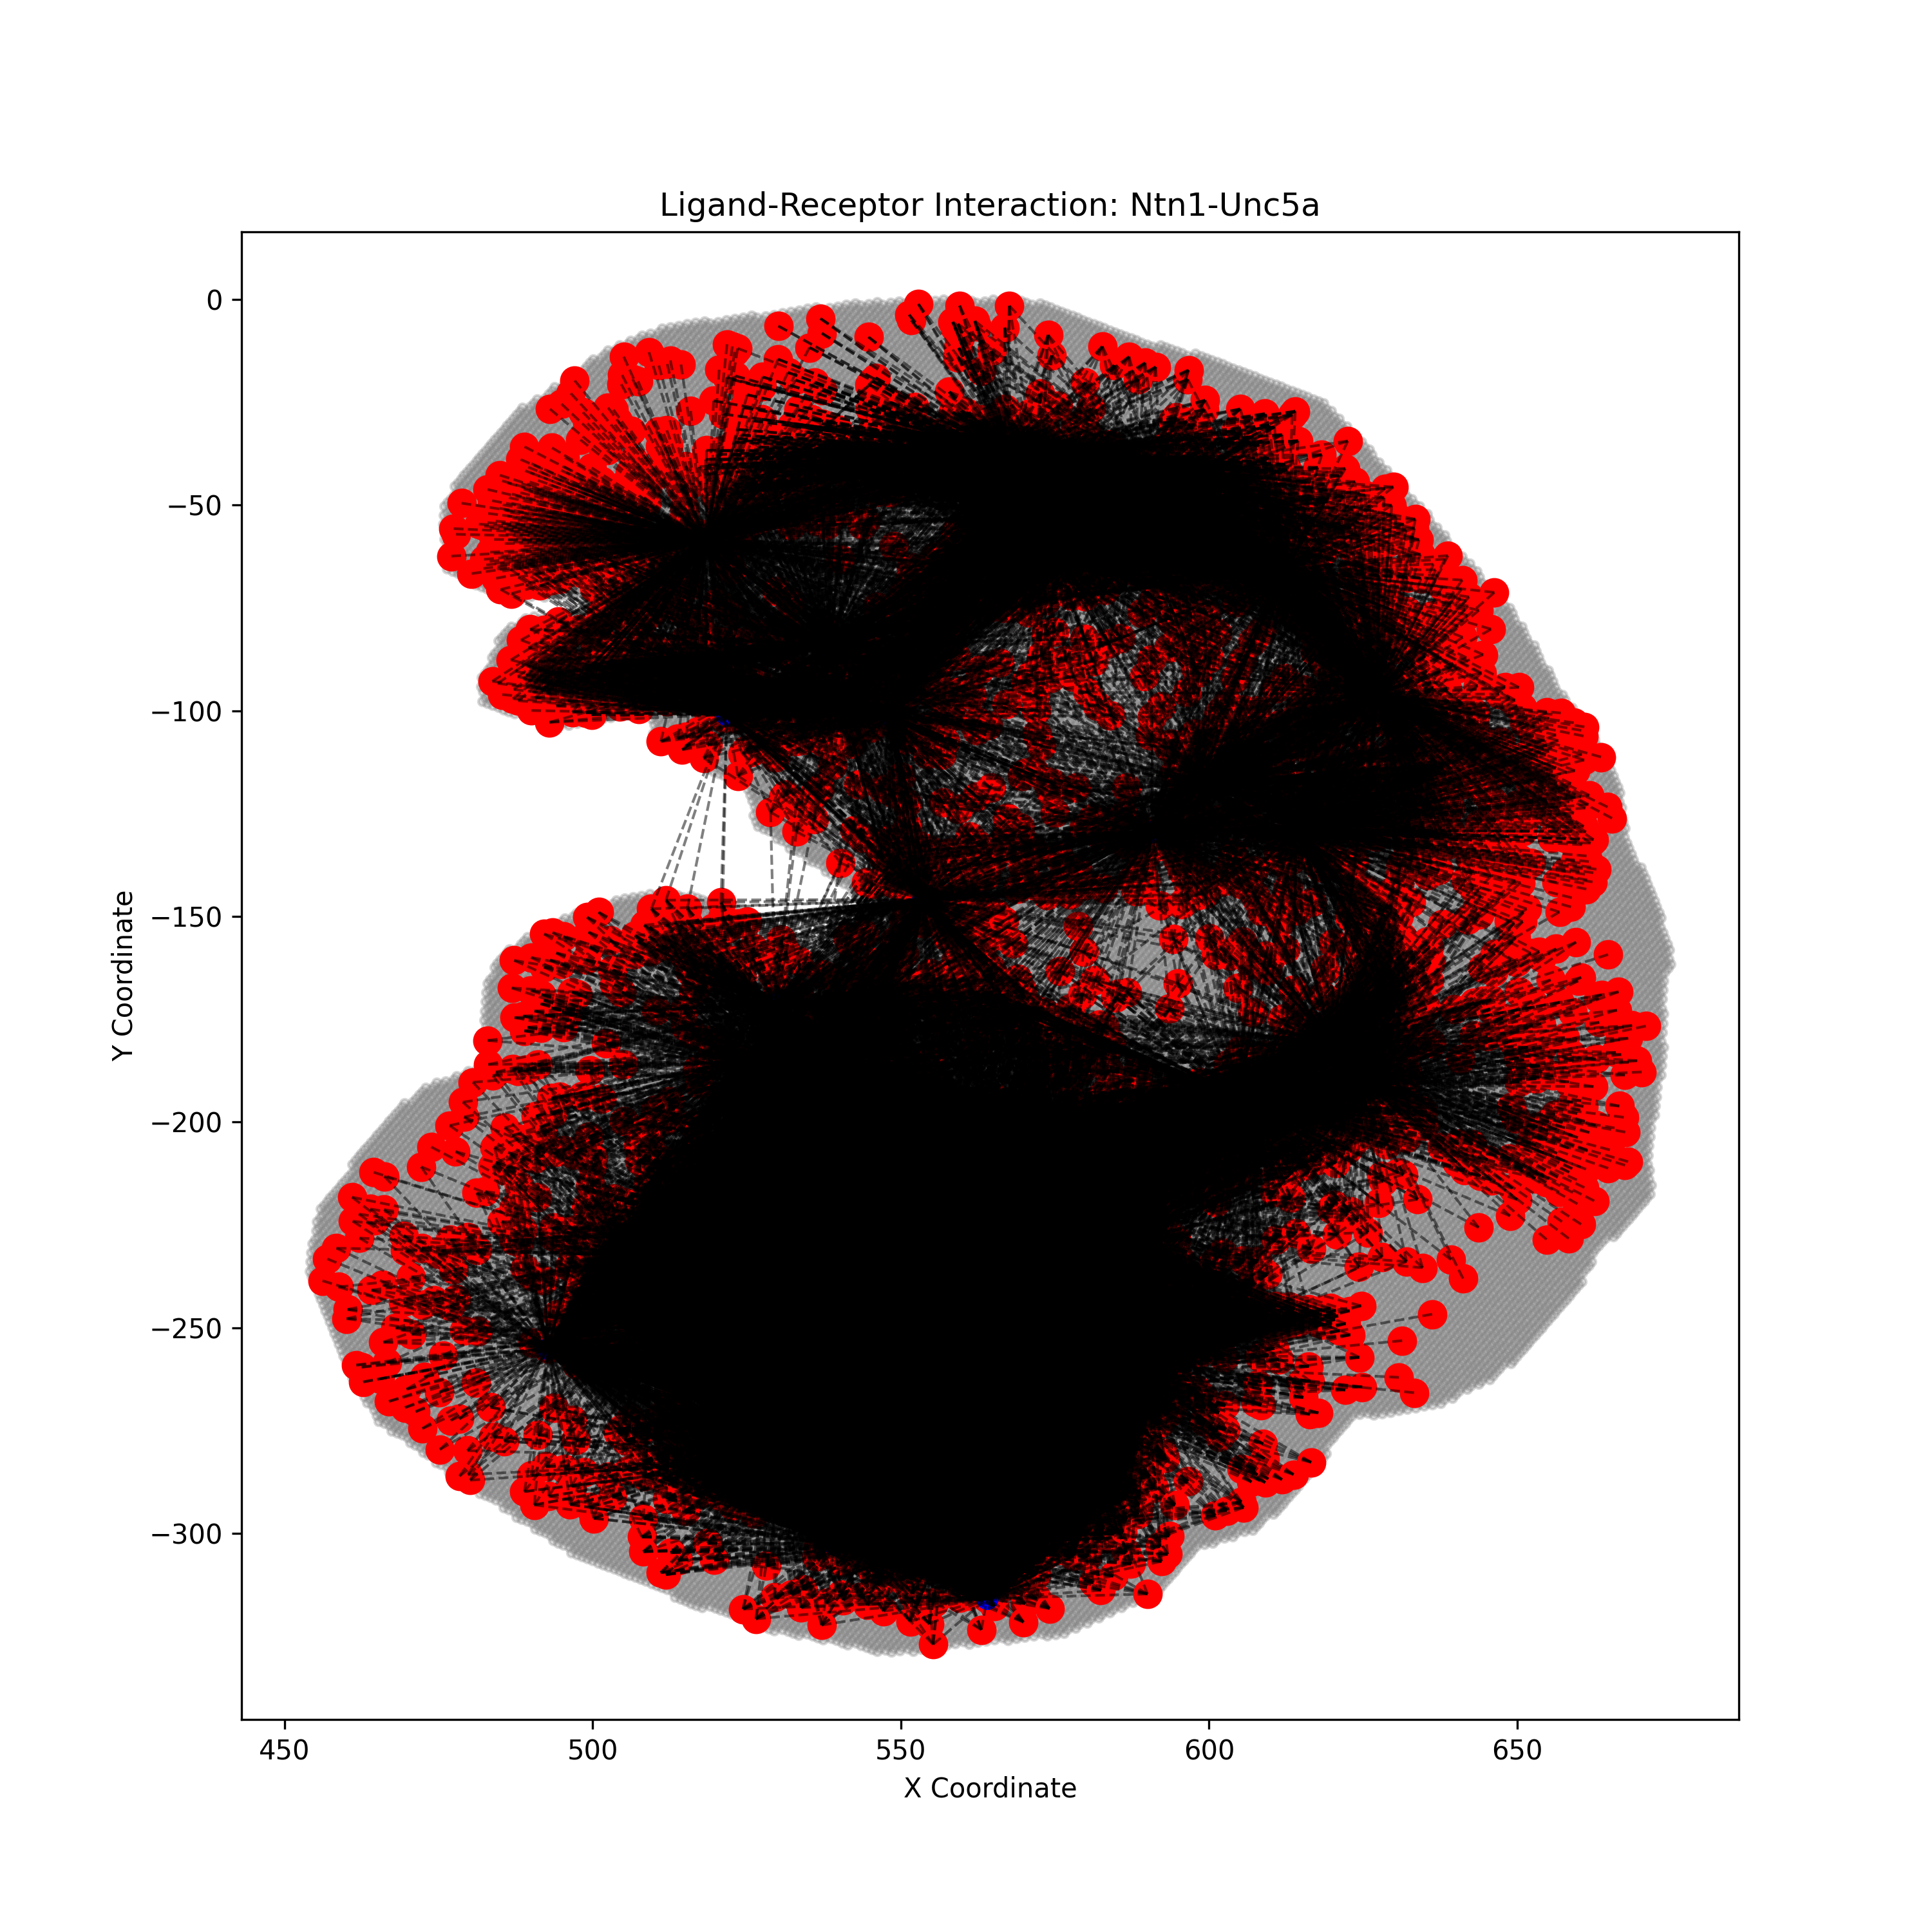 Ligand-Receptor Interaction: Ntn1-Unc5a
0
−50
−100
−150
−200
−250
−300
Y Coordinate
450 500 550 600 650
X Coordinate